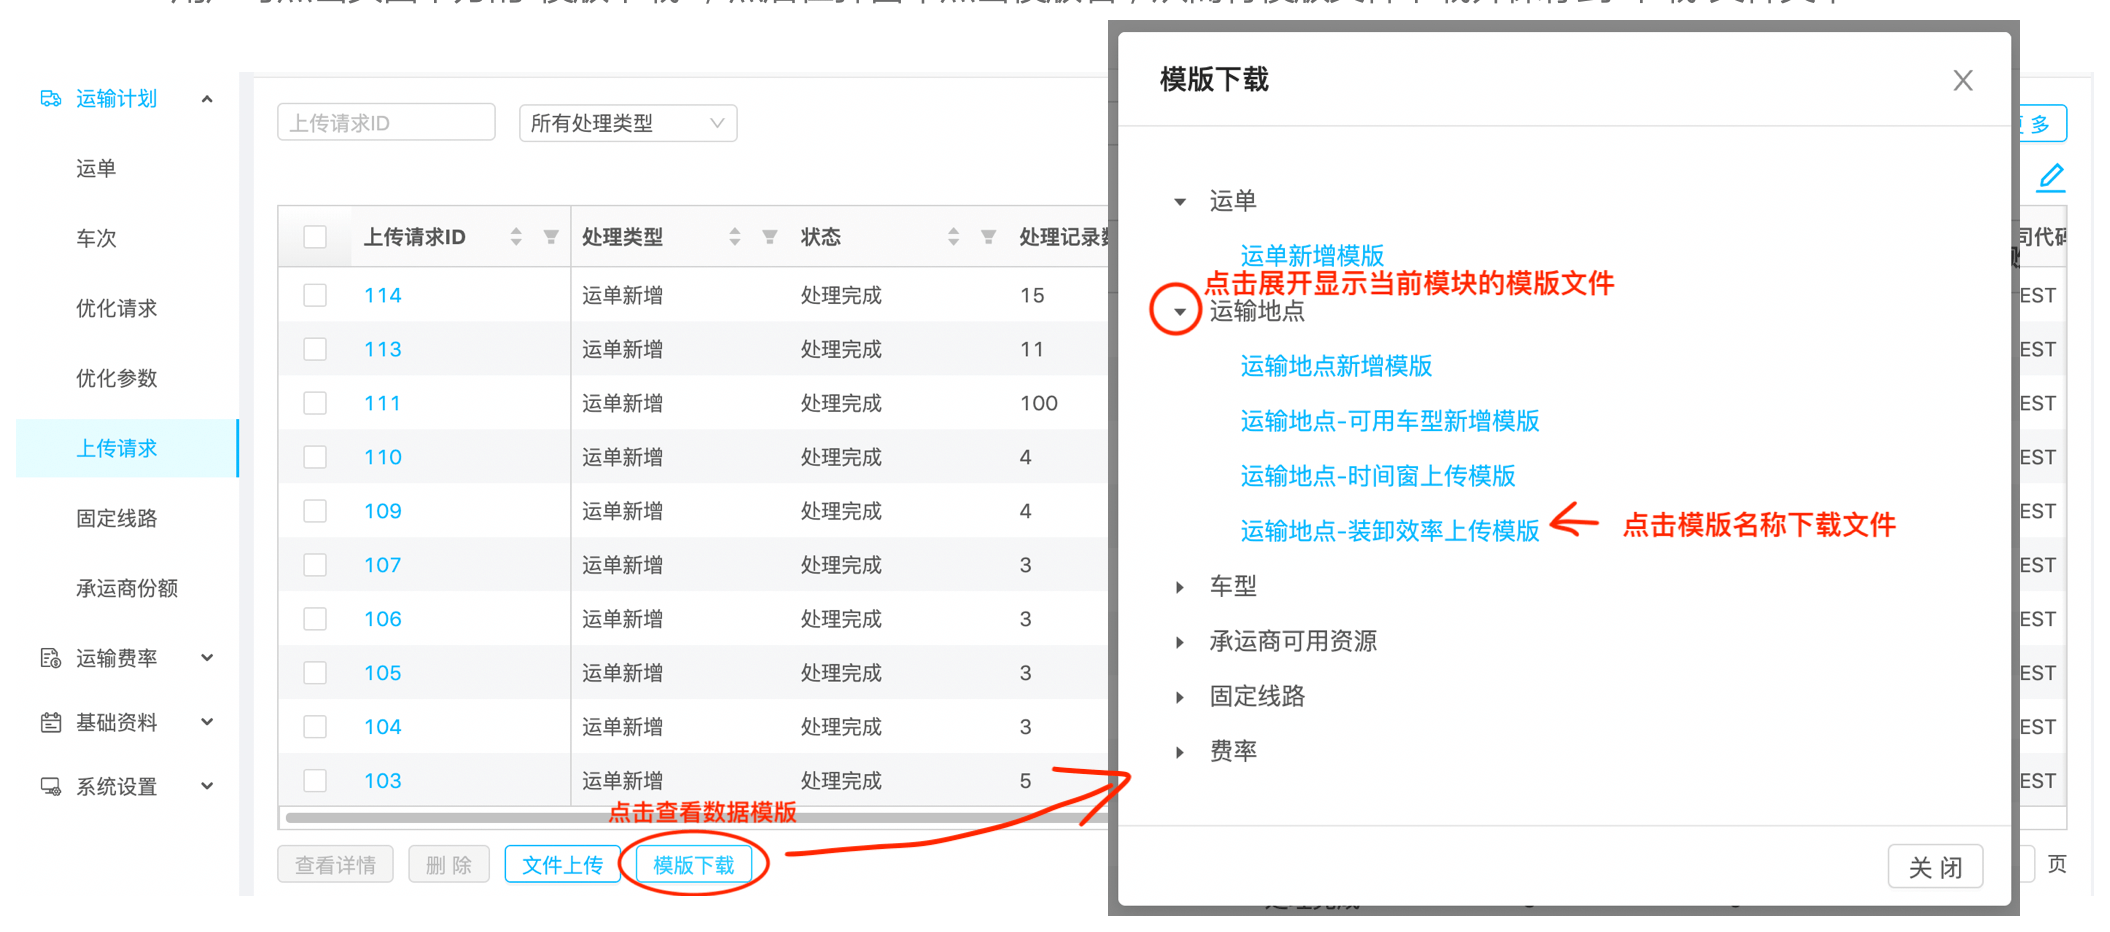 运输计划
运单
车次
优化请求
优化参数
上传请求
固定线路
承运商份额
运输费率
基础资料
系统设置
上传请求ID
所有处理类型
上传请求ID 处理类型 状态 处理记录数
114 运单新增 处理完成 15
113 运单新增 处理完成 11
111 运单新增 处理完成 100
110 运单新增 处理完成 4
109 运单新增 处理完成 4
107 运单新增 处理完成 3
106 运单新增 处理完成 3
105 运单新增 处理完成 3
104 运单新增 处理完成 3
103 运单新增 处理完成 5
点击查看数据模版
查看详情 删 除 文件上传 模版下载
模版下载
运单
运单新增模版
点击展开显示当前模块的模版文件
运输地点
运输地点新增模版
运输地点-可用车型新增模版
运输地点-时间窗上传模版
运输地点-装卸效率上传模版
点击模版名称下载文件
车型
承运商可用资源
固定线路
费率
关 闭
多
司代码
EST
EST
EST
EST
EST
EST
EST
EST
EST
EST
页